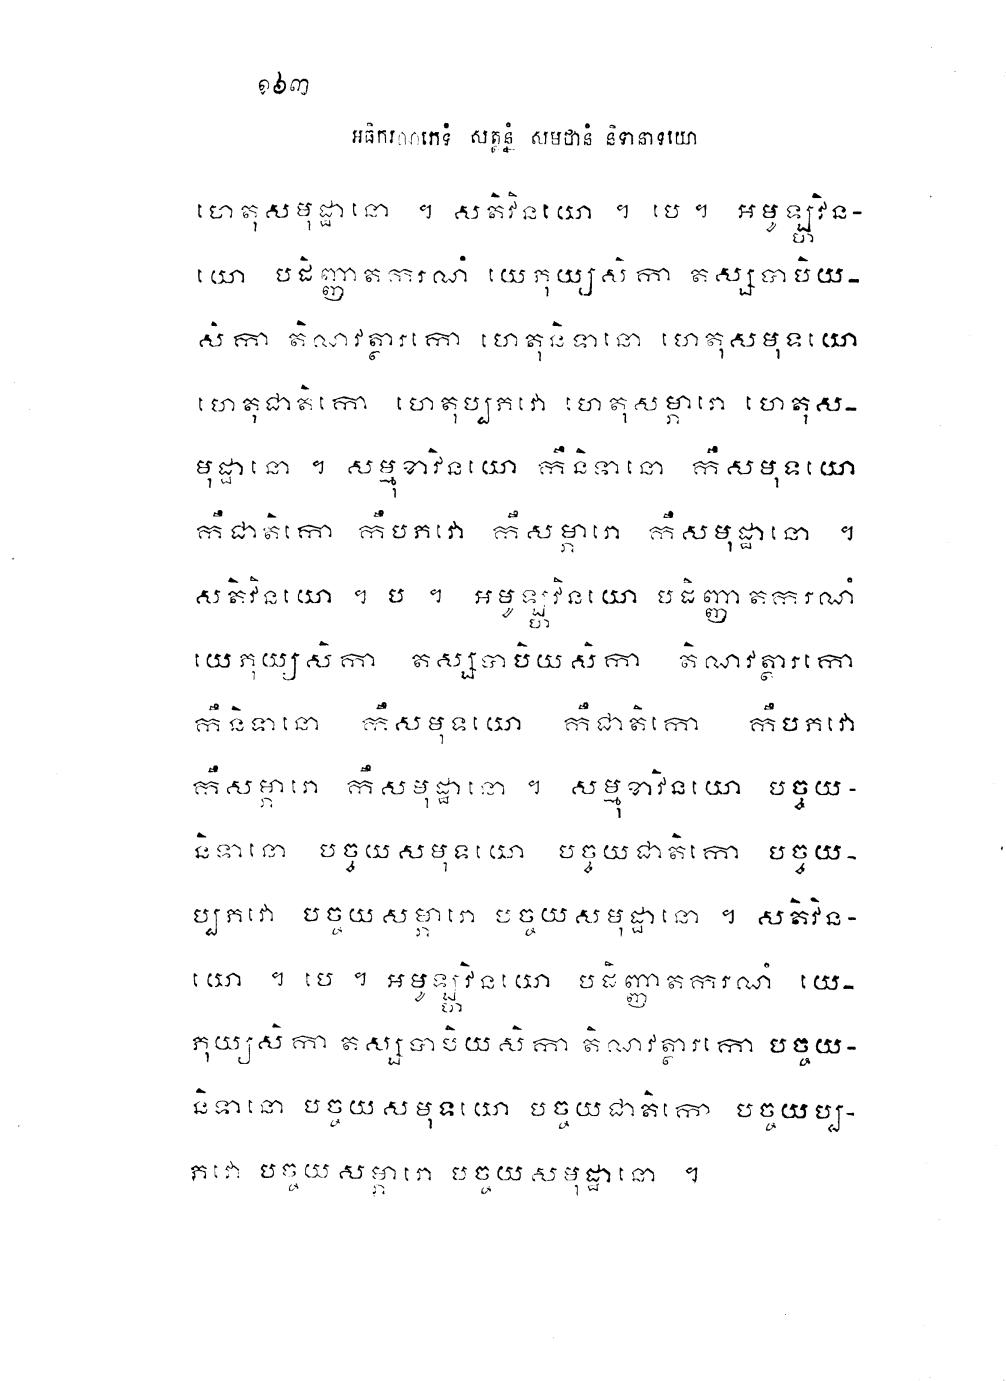 ១៦៣
អធិករណភេទំ សត្តន្នំ សមថានំ និទានាទយោ
ហេតុសមុដ្ឋានោ ។ សតិវិនយោ ។ បេ ។ អមូឡ្ហវិន-
យោ បដិញ្ញាតករណំ យេភុយ្យសិកា តស្សបាបិយ-
សិកា តិណវត្ថារកោ ហេតុនិទានោ ហេតុសមុទយោ
ហេតុជាតិកោ ហេតុប្បភវោ ហេតុសម្ភារោ ហេតុស-
មុដ្ឋានោ ។ សម្មុខាវិនយោ កឹនិទានោ កឹសមុទយោ
កឹជាតិកោ កឹបភវោ កឹសម្ភារោ កឹសមុដ្ឋានោ ។
សតិវិនយោ ។ ប ។ អមូឡ្ហវិនយោ បដិញ្ញាតករណំ
យេភុយ្យសិកា តស្សបាបិយសិកា តិណវត្ថារកោ
កឹនិទានោ កឹសមុទយោ កឹជាតិកោ កឹបភវោ
កឹសម្ភារោ កឹសមុដ្ឋានោ ។ សម្មុខាវិនយោ បច្ចយ-
និទានោ បច្ចយសមុទយោ បច្ចយជាតិកោ បច្ចយ-
ប្បភវោ បច្ចយសម្ភារោ បច្ចយសមុដ្ឋានោ ។ សតិវិន-
យោ ។ បេ ។ អមូឡ្ហវិនយោ បដិញ្ញាតករណំ យេ-
ភុយ្យសិកា តស្សបាបិយសិកា តិណវត្ថារកោ បច្ចយ-
និទានោ បច្ចយសមុទយោ បច្ចយជាតិកោ បច្ចយប្ប-
ភវោ បច្ចយសម្ភារោ បច្ចយសមុដ្ឋានោ ។